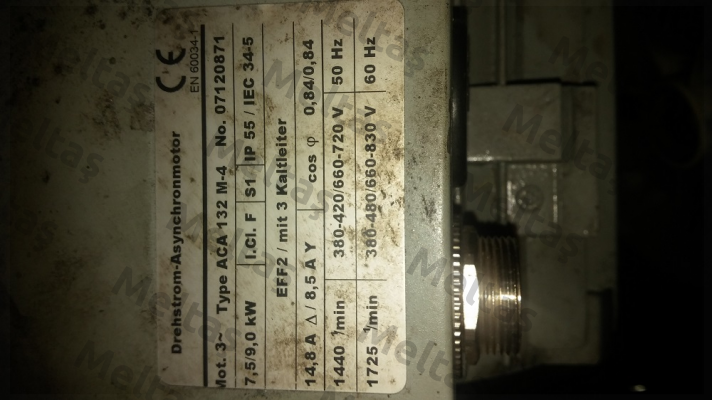 CE
EN 60034-1
Drehstrom-Asynchronmotor
Mot. 3~ Type ACA 132 M-4 No. 07120871
7,5/9,0 kW I.Cl. F S1 IP 55 / IEC 34-5
EFF2 / mit 3 Kaltleiter
14,8 A Δ / 8,5 A Y cos φ 0,84/0,84
1440 1/min 380-420/660-720 V 50 Hz
1725 1/min 380-480/660-830 V 60 Hz
Meltaş